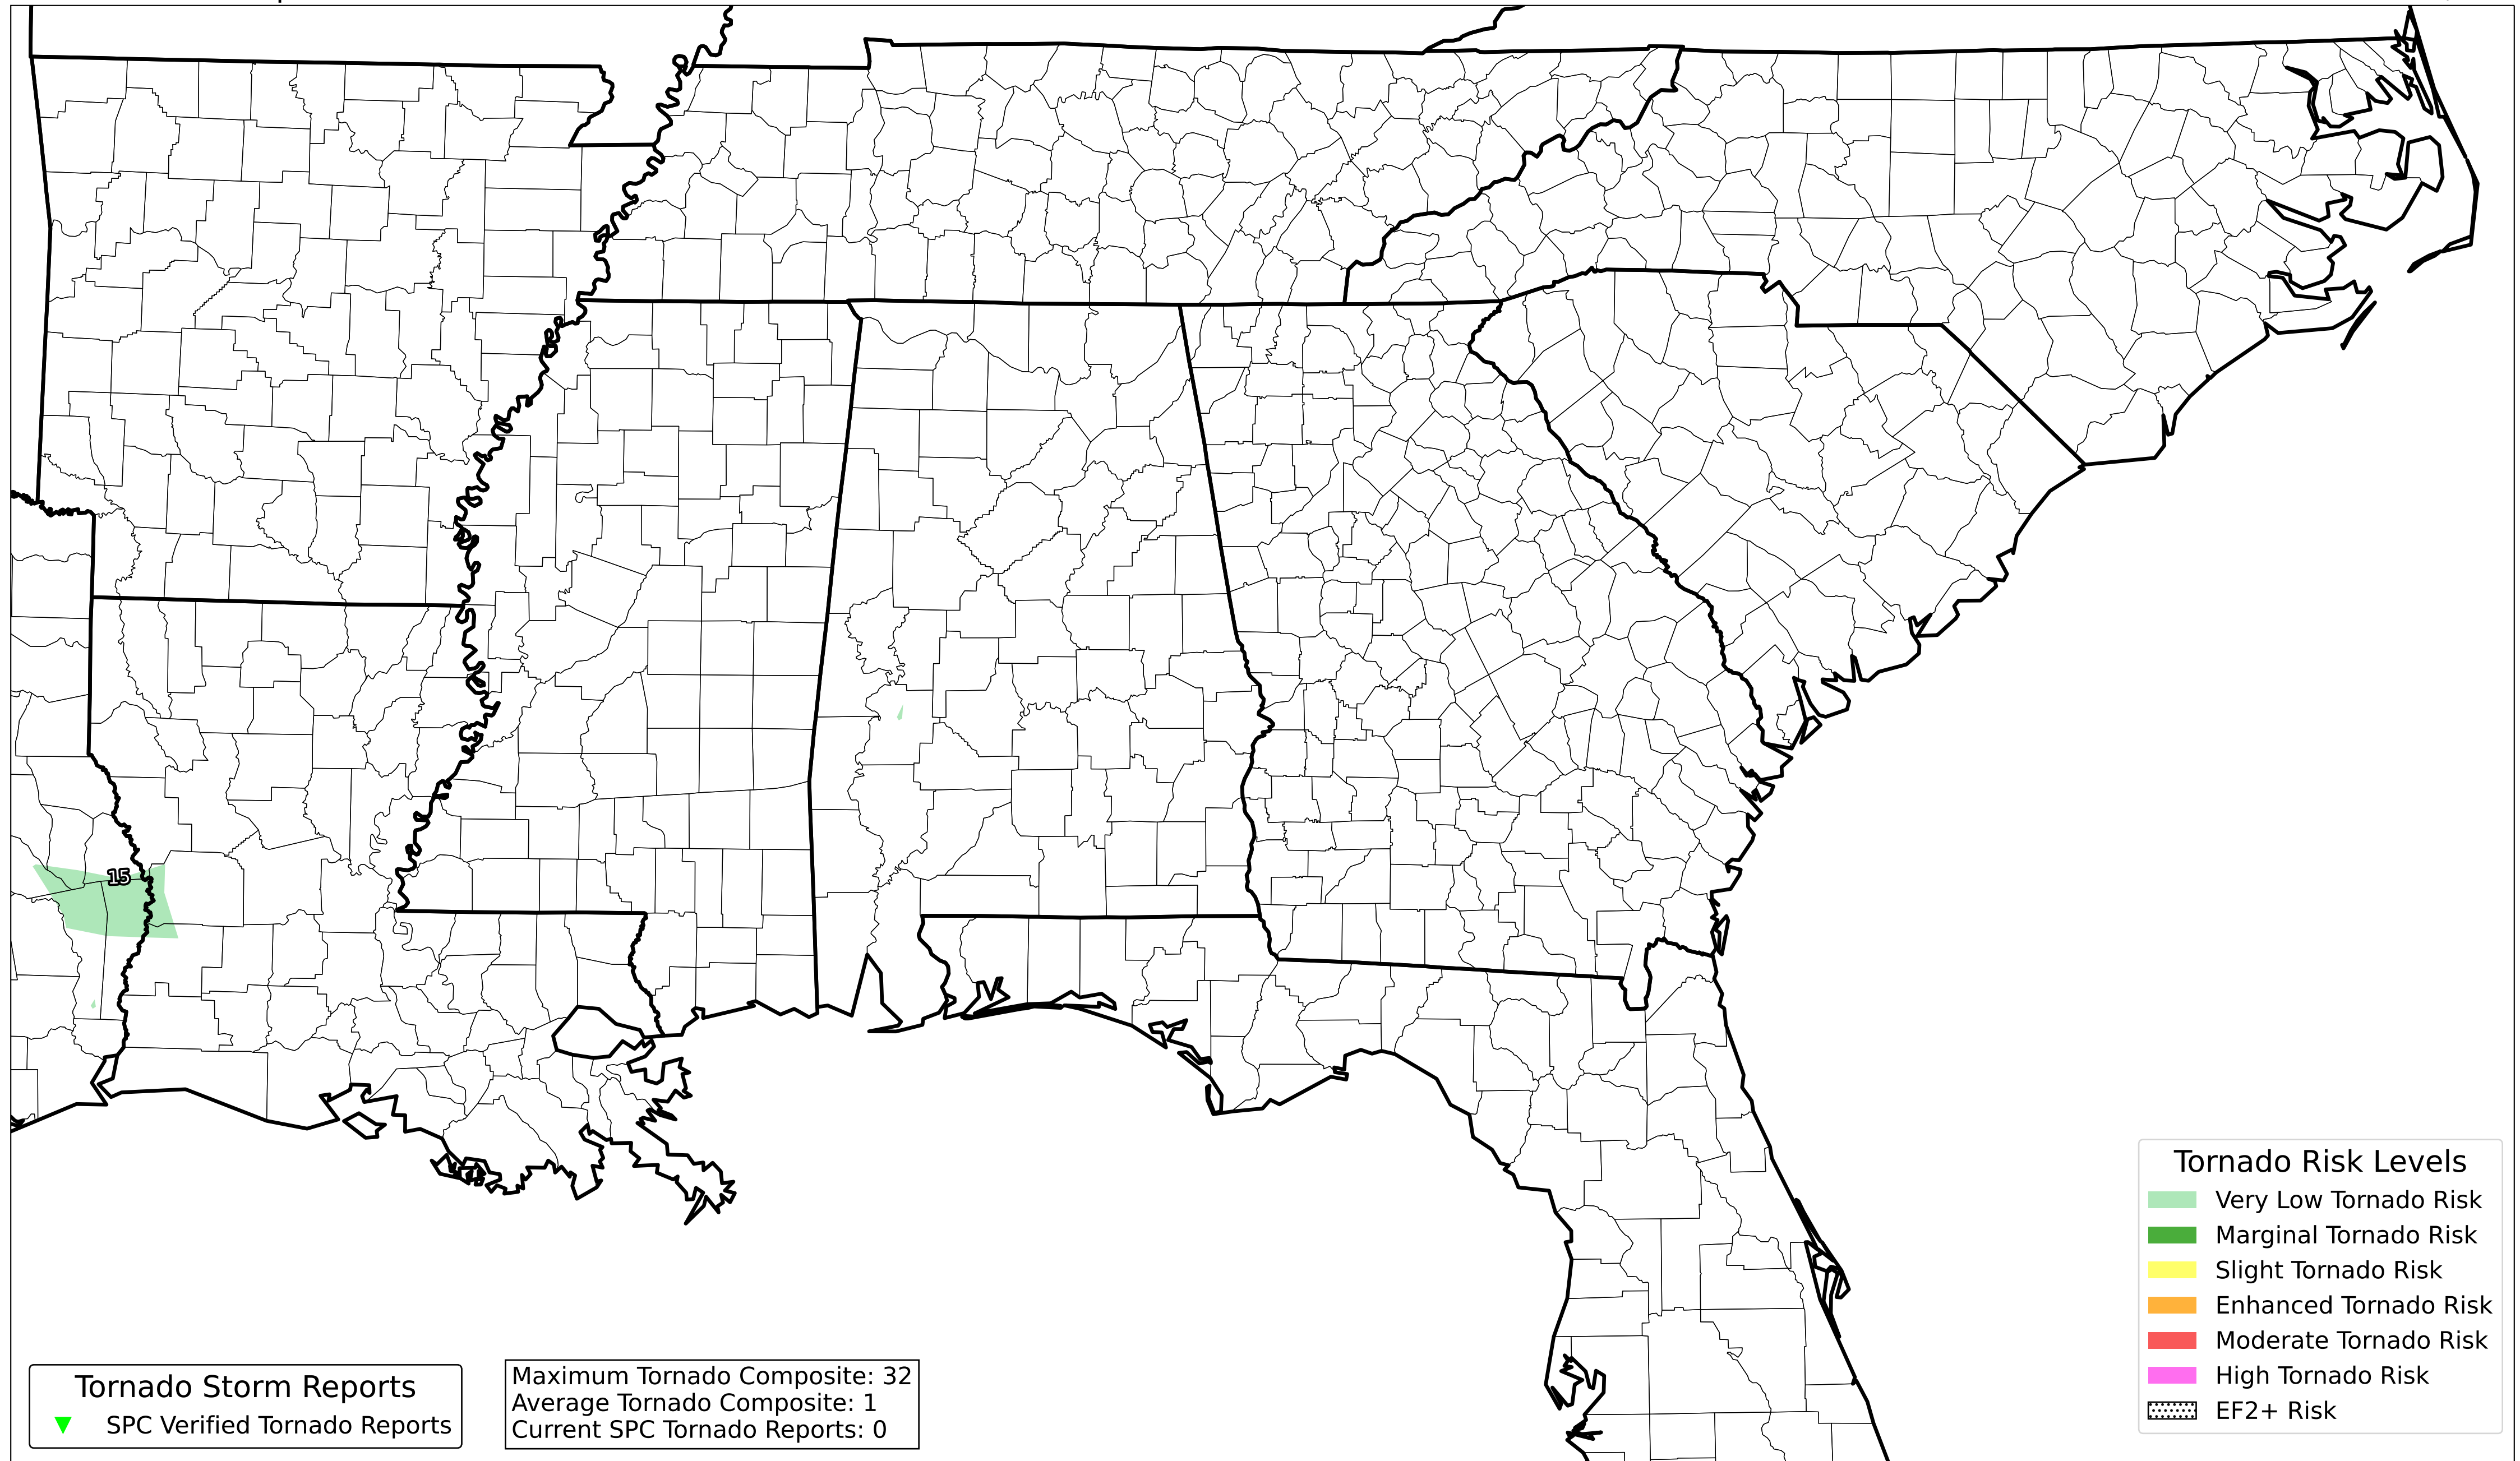 15
Tornado Risk Levels
Very Low Tornado Risk
Marginal Tornado Risk
Slight Tornado Risk
Enhanced Tornado Risk
Moderate Tornado Risk
High Tornado Risk
EF2+ Risk
Tornado Storm Reports
SPC Verified Tornado Reports
Maximum Tornado Composite: 32
Average Tornado Composite: 1
Current SPC Tornado Reports: 0